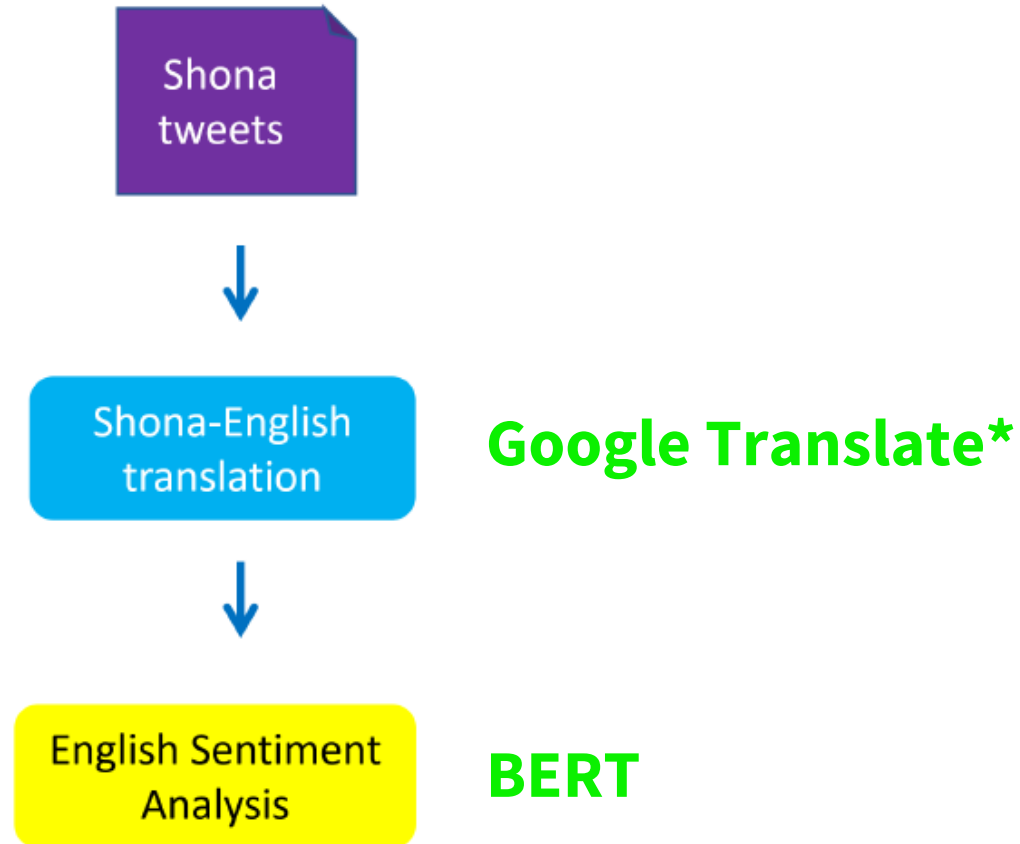 Shona
tweets
Shona-English
translation
Google Translate*
English Sentiment
Analysis
BERT